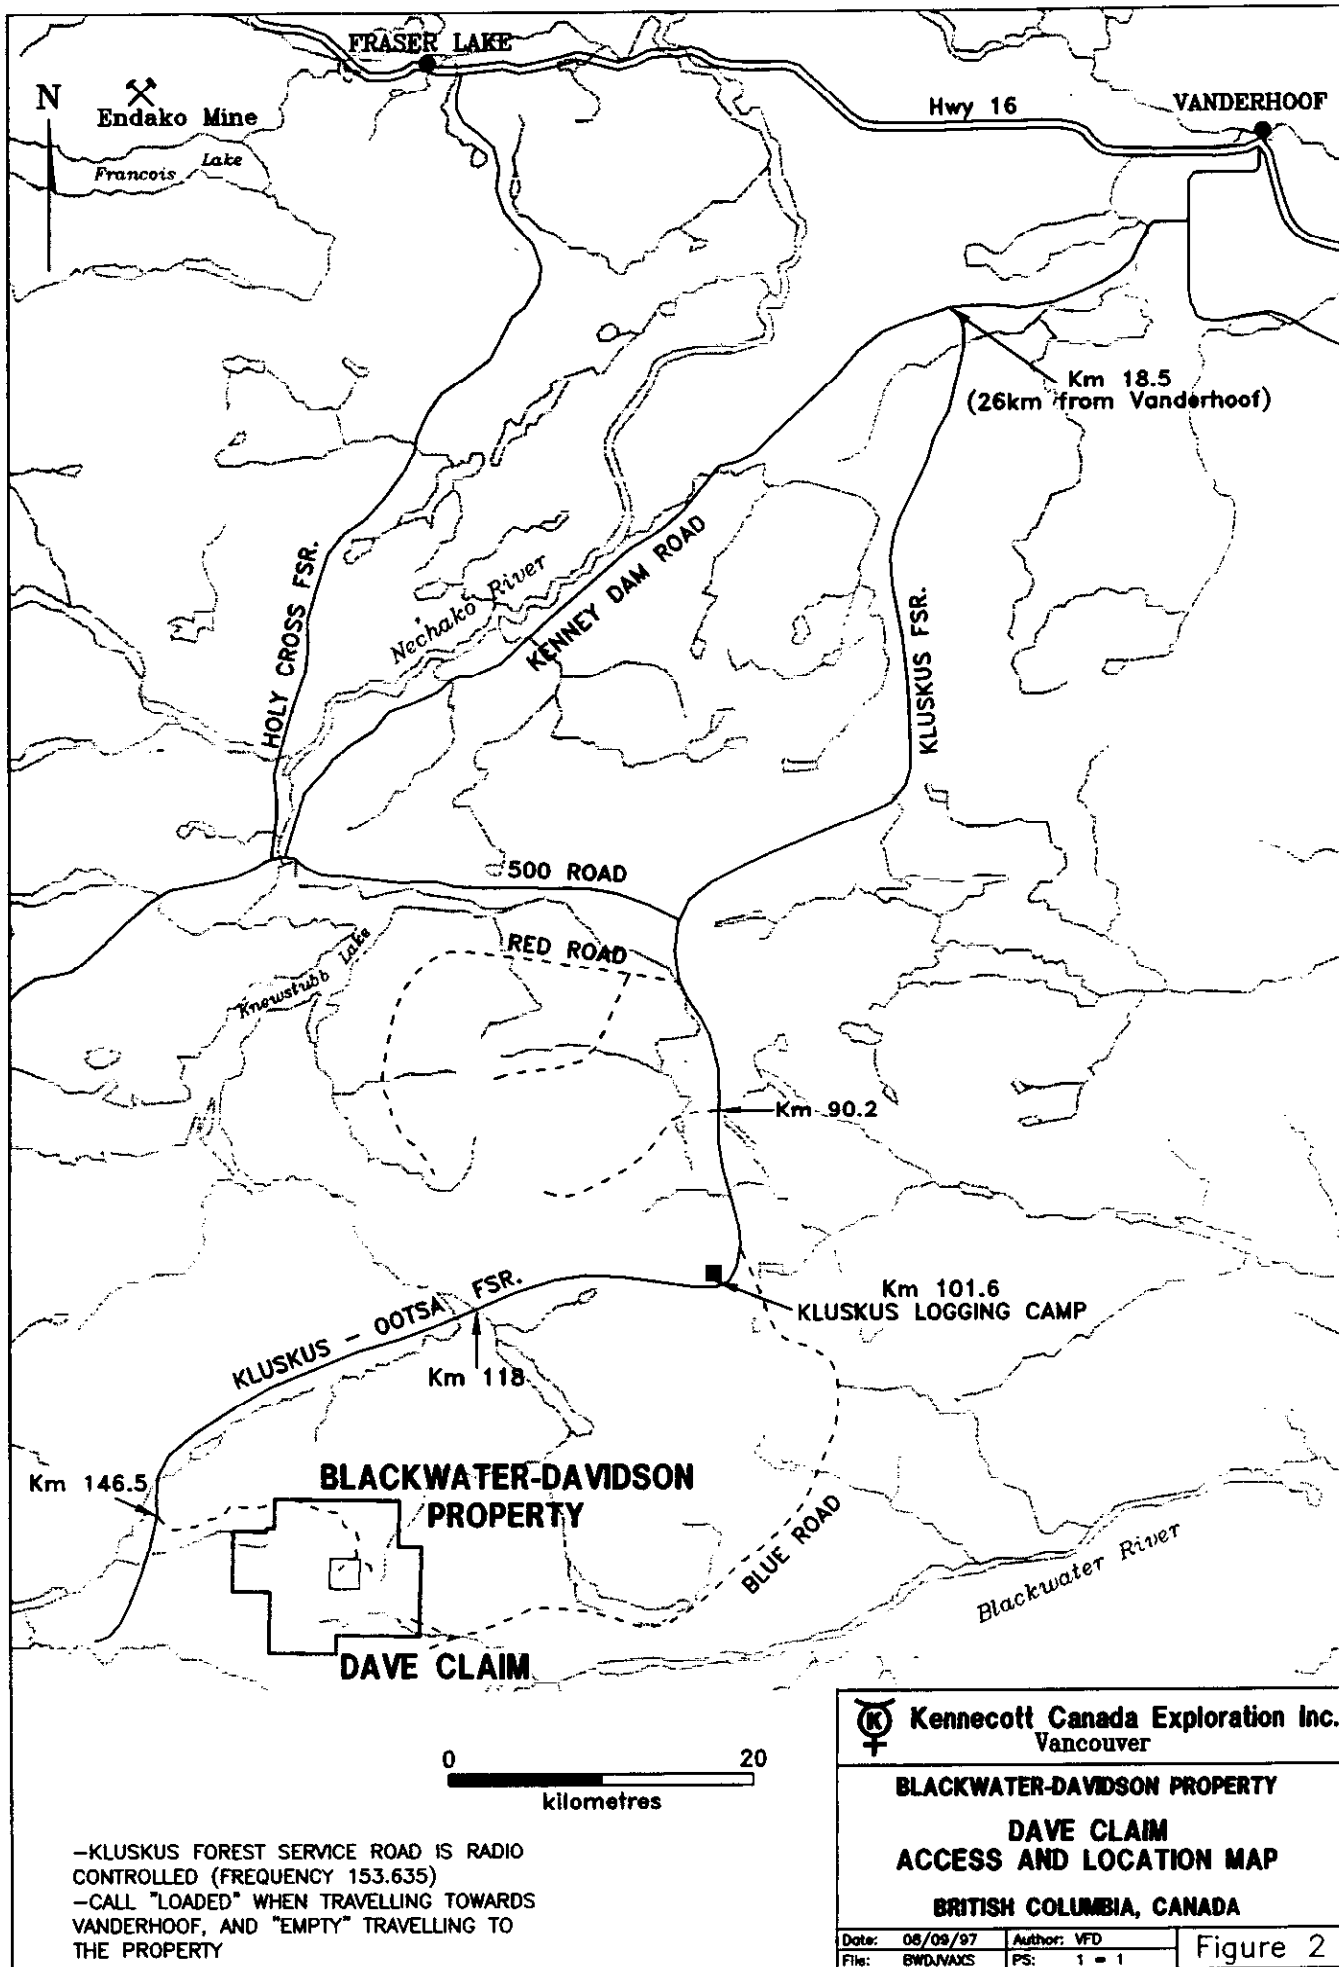 FRASER LAKE
N
Endako Mine
Francois Lake
Hwy 16
VANDERHOOF
Km 18.5
(26km from Vanderhoof)
HOLY CROSS FSR.
Nechako River
KENNEY DAM ROAD
KLUSKUS FSR.
500 ROAD
RED ROAD
Knewstubb Lake
Km 90.2
Km 101.6
KLUSKUS LOGGING CAMP
KLUSKUS - OOTSA FSR.
Km 118
Km 146.5
BLACKWATER-DAVIDSON
PROPERTY
BLUE ROAD
Blackwater River
DAVE CLAIM
0 20
kilometres
-KLUSKUS FOREST SERVICE ROAD IS RADIO
CONTROLLED (FREQUENCY 153.635)
-CALL "LOADED" WHEN TRAVELLING TOWARDS
VANDERHOOF, AND "EMPTY" TRAVELLING TO
THE PROPERTY
K
Kennecott Canada Exploration Inc.
Vancouver
BLACKWATER-DAVIDSON PROPERTY
DAVE CLAIM
ACCESS AND LOCATION MAP
BRITISH COLUMBIA, CANADA
Date: 08/09/97 Author: VFD
File: PS: 1 = 1
Figure 2